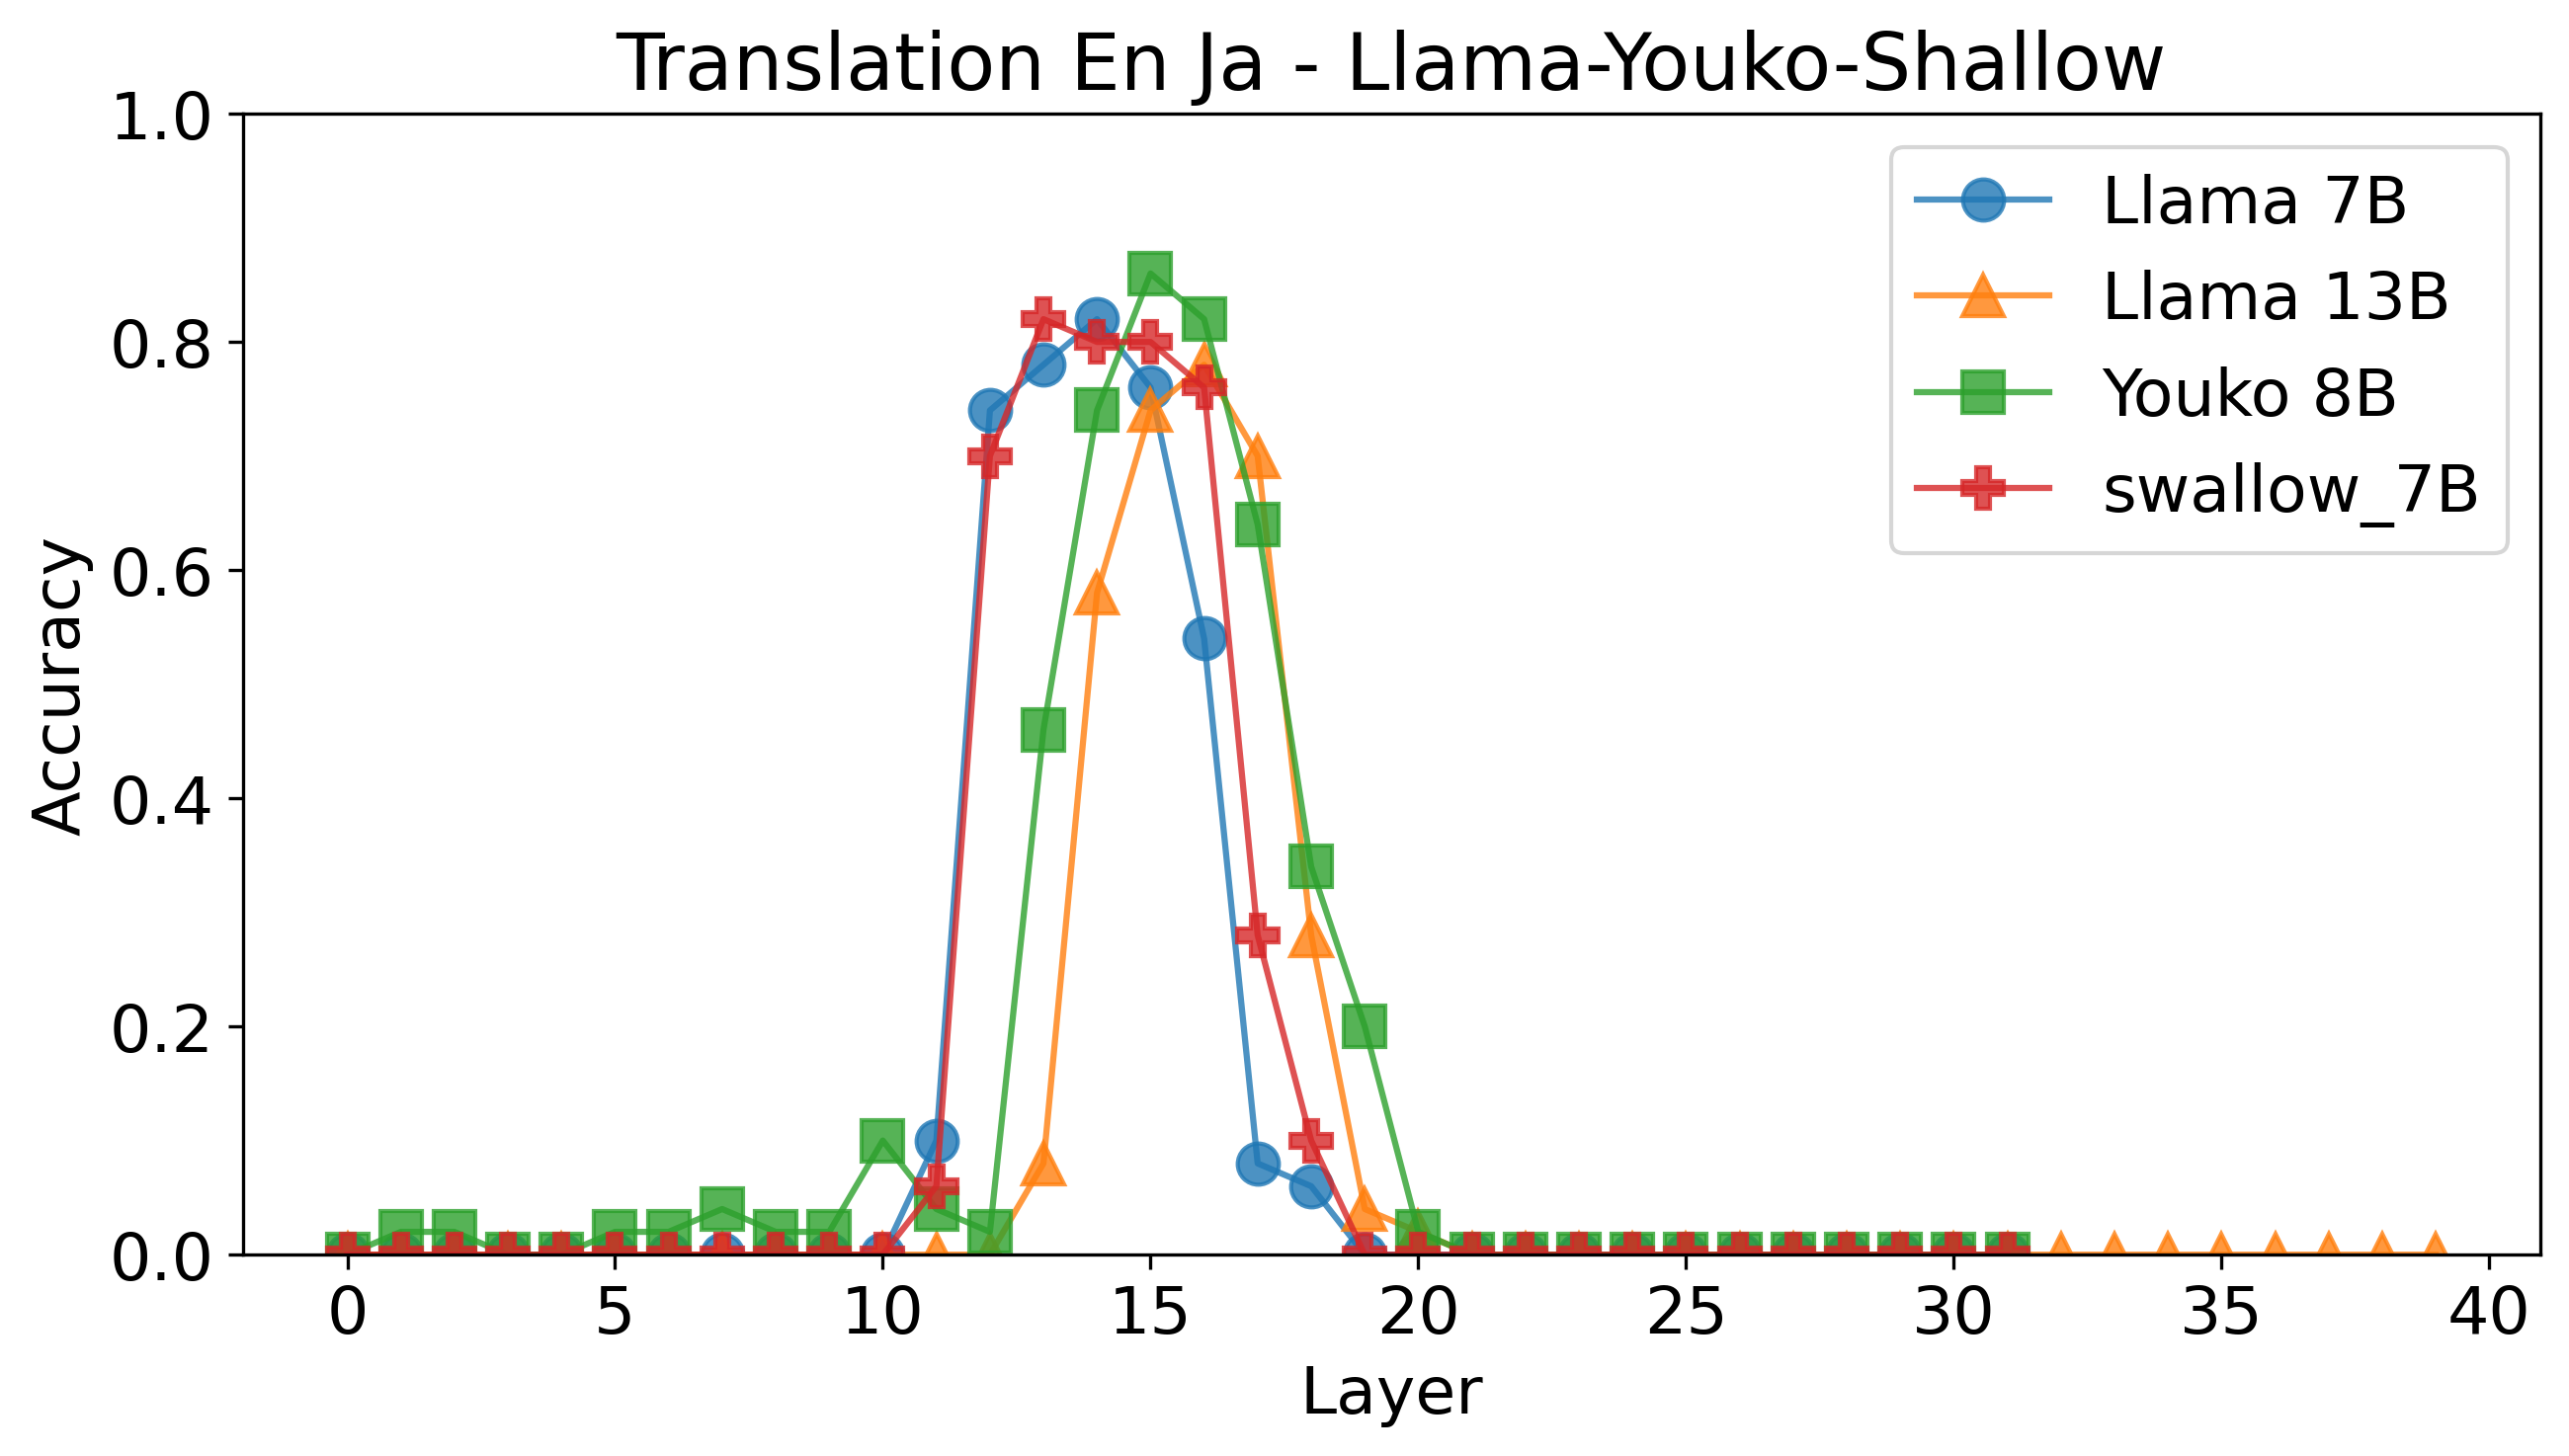 Translation En Ja - Llama-Youko-Shallow
1.0
0.8
0.6
0.4
0.2
0.0
Accuracy
Llama 7B
Llama 13B
Youko 8B
swallow_7B
0 5 10 15 20 25 30 35 40
Layer